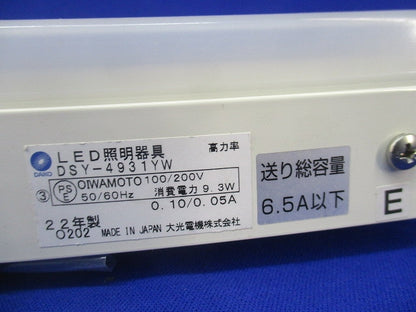 DAIKO
LED照明器具
高力率
DSY-4931YW
③ PSE OIWAMOTO 100/200V
50/60Hz 消費電力 9.3W
0.10/0.05A
22年製
0202 MADE IN JAPAN 大光電機株式会社
送り総容量
6.5A以下
E